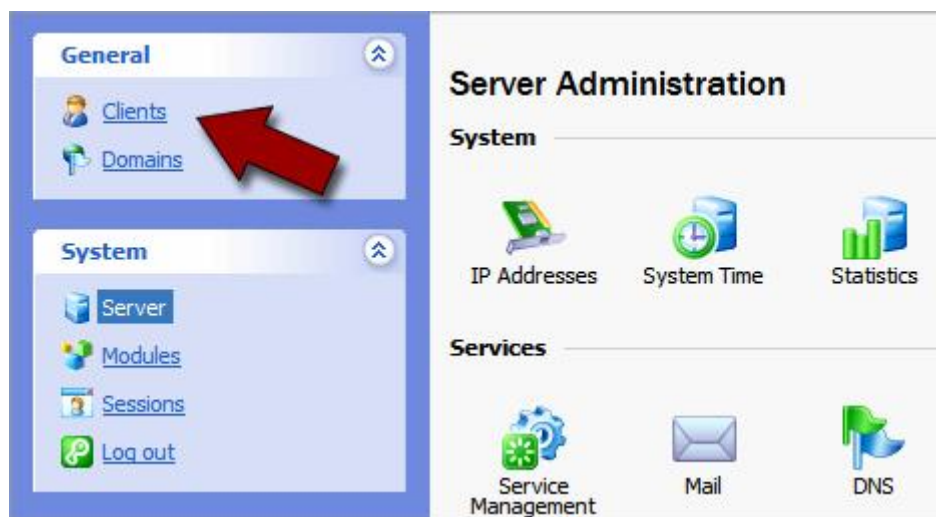 General
Clients
Domains
System
Server
Modules
Sessions
Log out
Server Administration
System
IP Addresses
System Time
Statistics
Services
Service
Management
Mail
DNS